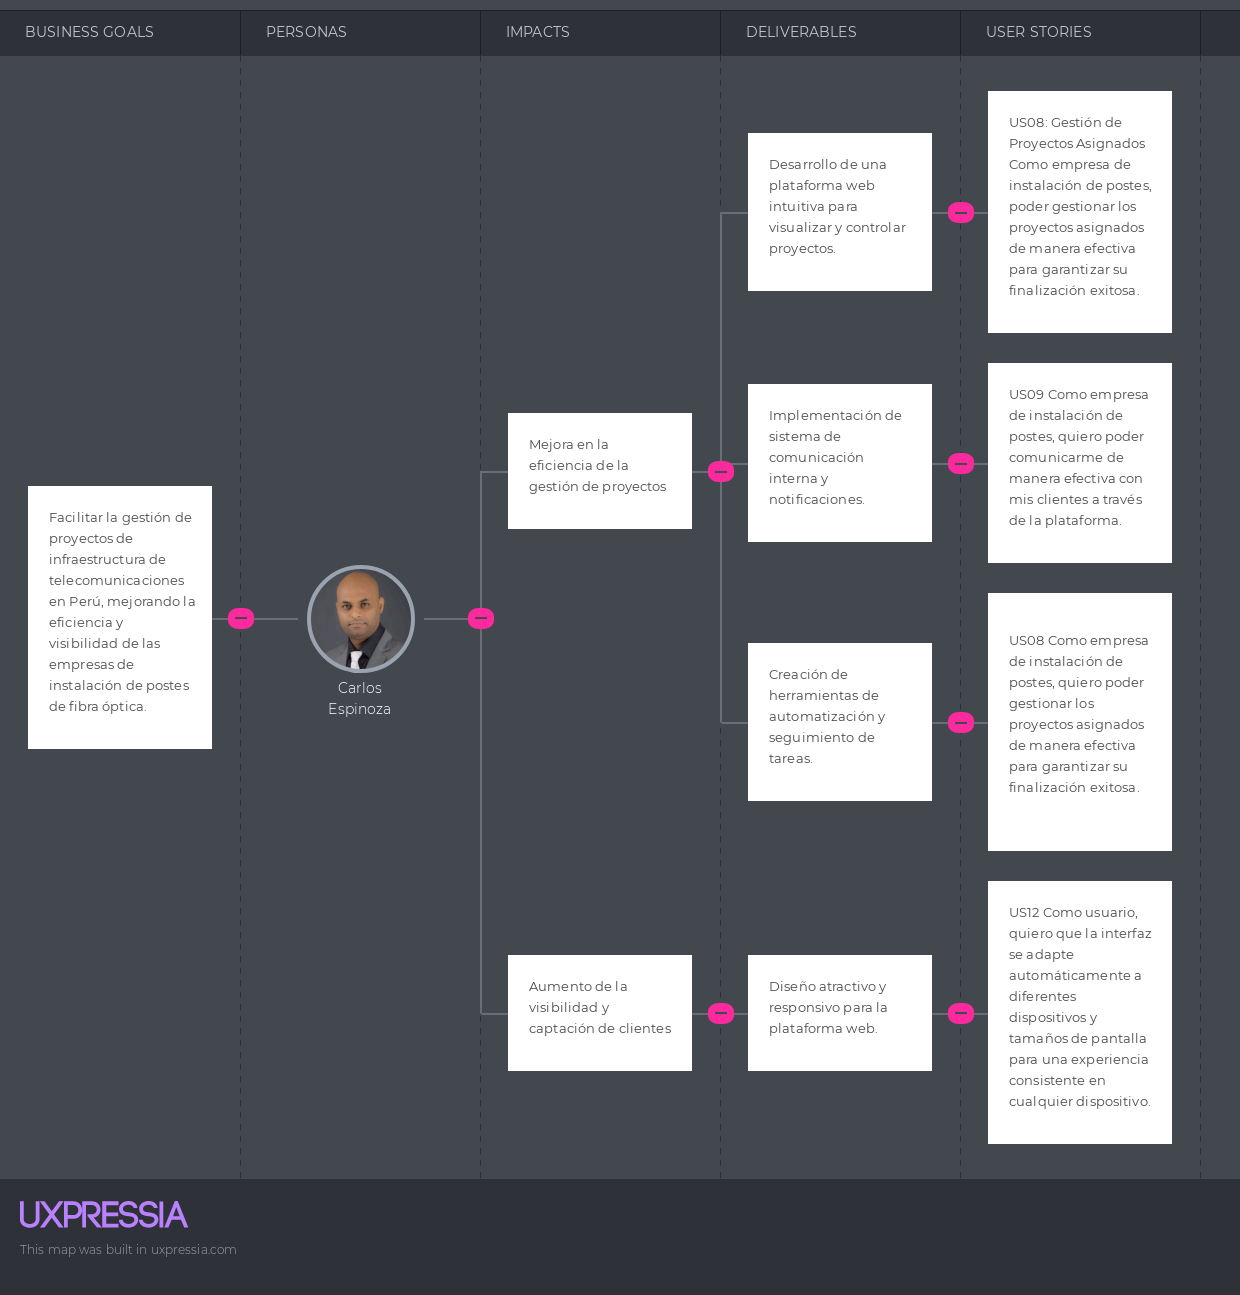 BUSINESS GOALS
PERSONAS
IMPACTS
DELIVERABLES
USER STORIES
Facilitar la gestión de
proyectos de
infraestructura de
telecomunicaciones
en Perú, mejorando la
eficiencia y
visibilidad de las
empresas de
instalación de postes
de fibra óptica.
Carlos
Espinoza
Mejora en la
eficiencia de la
gestión de proyectos
Desarrollo de una
plataforma web
intuitiva para
visualizar y controlar
proyectos.
US08: Gestión de
Proyectos Asignados
Como empresa de
instalación de postes,
poder gestionar los
proyectos asignados
de manera efectiva
para garantizar su
finalización exitosa.
Implementación de
sistema de
comunicación
interna y
notificaciones.
US09 Como empresa
de instalación de
postes, quiero poder
comunicarme de
manera efectiva con
mis clientes a través
de la plataforma.
Creación de
herramientas de
automatización y
seguimiento de
tareas.
US08 Como empresa
de instalación de
postes, quiero poder
gestionar los
proyectos asignados
de manera efectiva
para garantizar su
finalización exitosa.
Aumento de la
visibilidad y
captación de clientes
Diseño atractivo y
responsivo para la
plataforma web.
US12 Como usuario,
quiero que la interfaz
se adapte
automáticamente a
diferentes
dispositivos y
tamaños de pantalla
para una experiencia
consistente en
cualquier dispositivo.
UXPRESSIA
This map was built in uxpressia.com